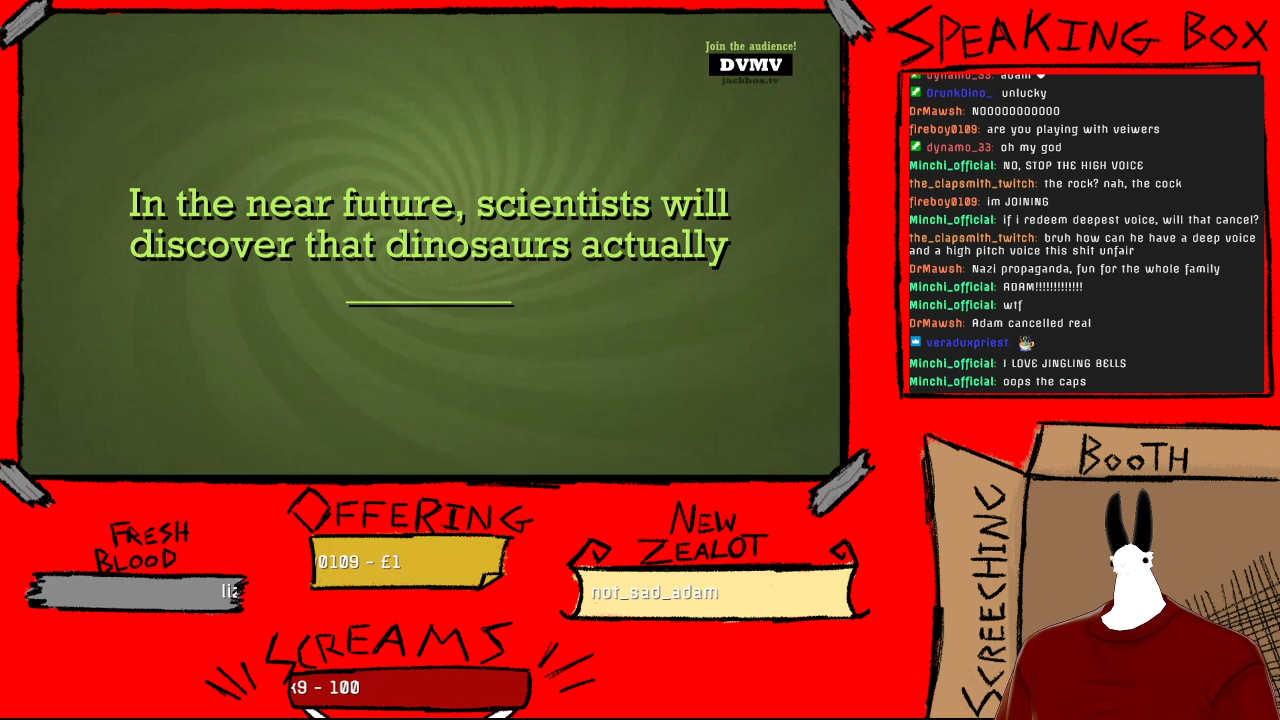 Join the audience!
DVMV
jackbox.tv
In the near future, scientists will
discover that dinosaurs actually
SPEAKING BOX
dynamo_33: adam
DrunkDino_: unlucky
DrMawsh: NOOOOOOOOOOO
fireboy0109: are you playing with veiwers
dynamo_33: oh my god
Minchi_official: NO, STOP THE HIGH VOICE
the_clapsmith_twitch: the rock? nah, the cock
fireboy0109: im JOINING
Minchi_official: if i redeem deepest voice, will that cancel?
the_clapsmith_twitch: bruh how can he have a deep voice
and a high pitch voice this shit unfair
DrMawsh: Nazi propaganda, fun for the whole family
Minchi_official: ADAM!!!!!!!!!!!!!
Minchi_official: wtf
DrMawsh: Adam cancelled real
veraduxpriest:
Minchi_official: I LOVE JINGLING BELLS
Minchi_official: oops the caps
FRESH
BLOOD
OFFERING
0109 - £1
NEW
ZEALOT
not_sad_adam
SCREAMS
9 - 100
BOOTH
SCREECHING